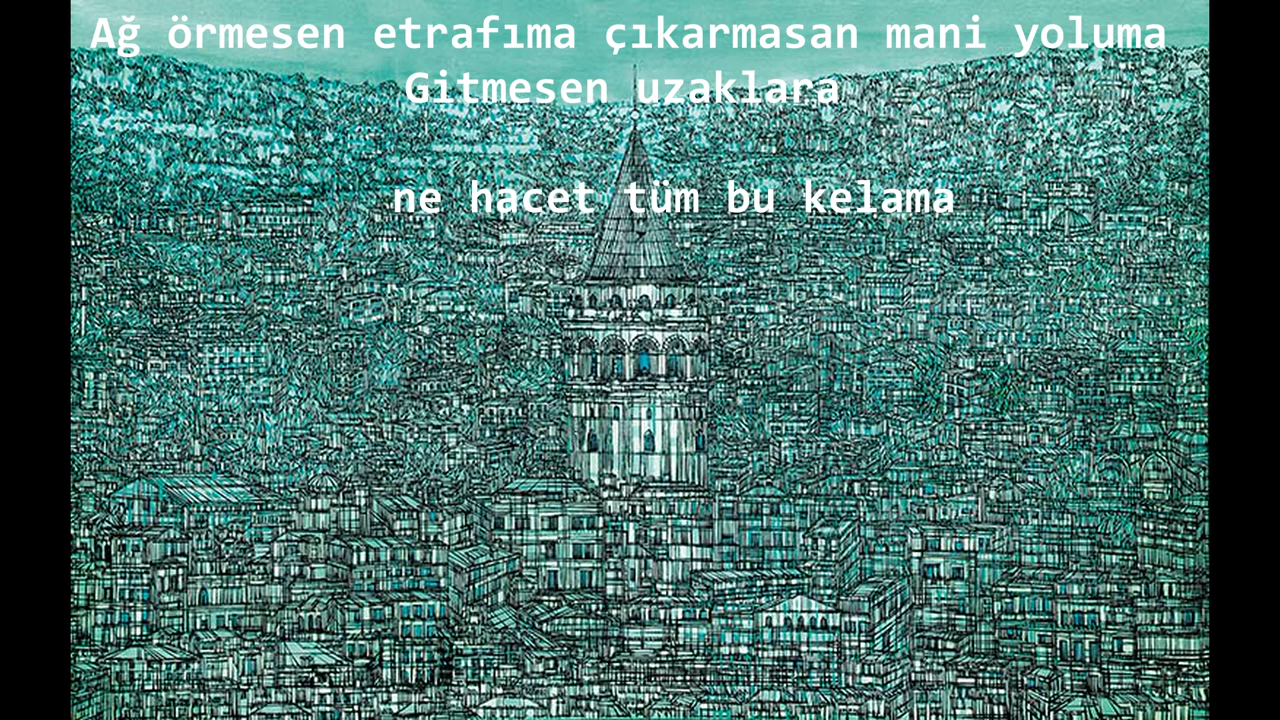 Ağ örmesen etrafıma çıkarmasan mani yoluma
Gitmesen uzaklara
ne hacet tüm bu kelama